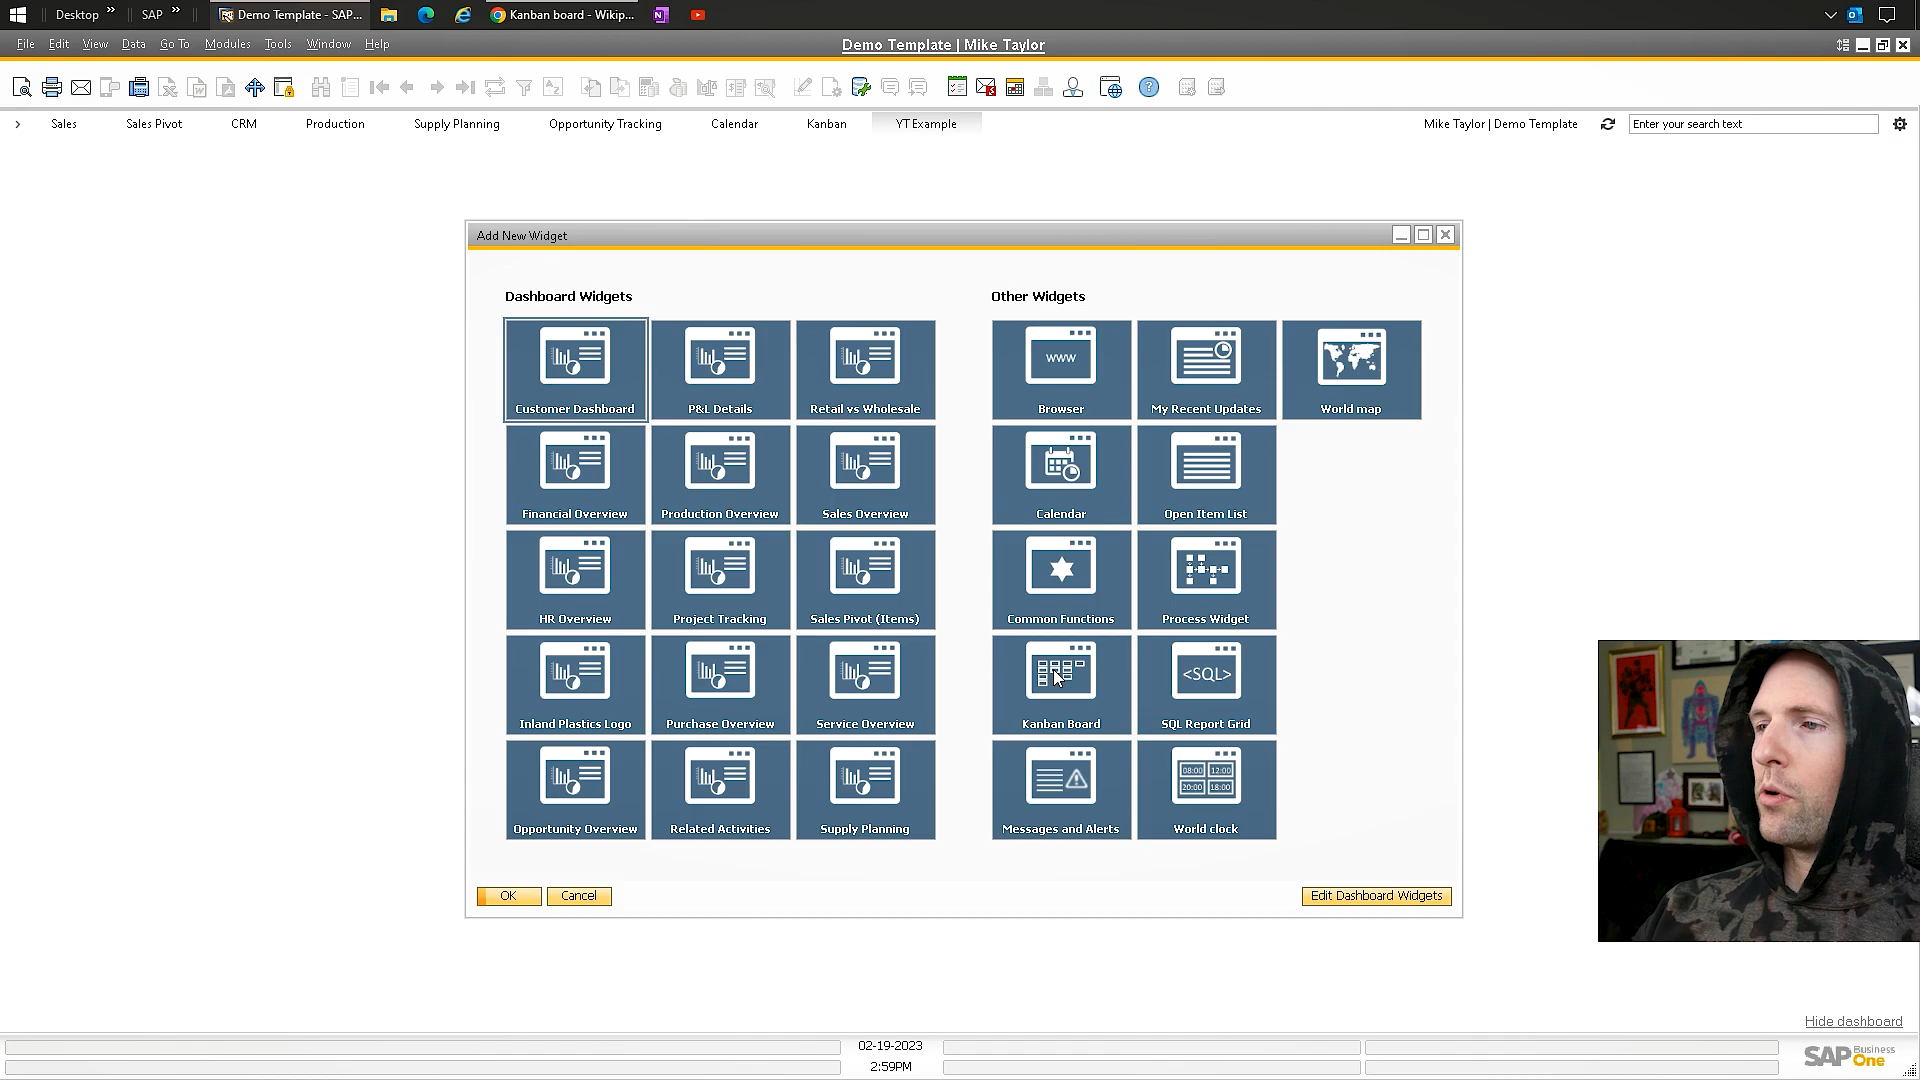 Desktop
SAP
Demo Template - SAP...
Kanban board - Wikip...
File Edit View Data Go To Modules Tools Window Help
Demo Template | Mike Taylor
Sales
Sales Pivot
CRM
Production
Supply Planning
Opportunity Tracking
Calendar
Kanban
YT Example
Mike Taylor | Demo Template
Enter your search text
Add New Widget
Dashboard Widgets
Other Widgets
Customer Dashboard
P&L Details
Retail vs Wholesale
www
Browser
My Recent Updates
World map
Financial Overview
Production Overview
Sales Overview
Calendar
Open Item List
HR Overview
Project Tracking
Sales Pivot (Items)
Common Functions
Process Widget
Inland Plastics Logo
Purchase Overview
Service Overview
Kanban Board
<SQL>
SQL Report Grid
Opportunity Overview
Related Activities
Supply Planning
Messages and Alerts
08:00 12:00
20:00 18:00
World clock
OK
Cancel
Edit Dashboard Widgets
Hide dashboard
02-19-2023
2:59PM
SAP Business One